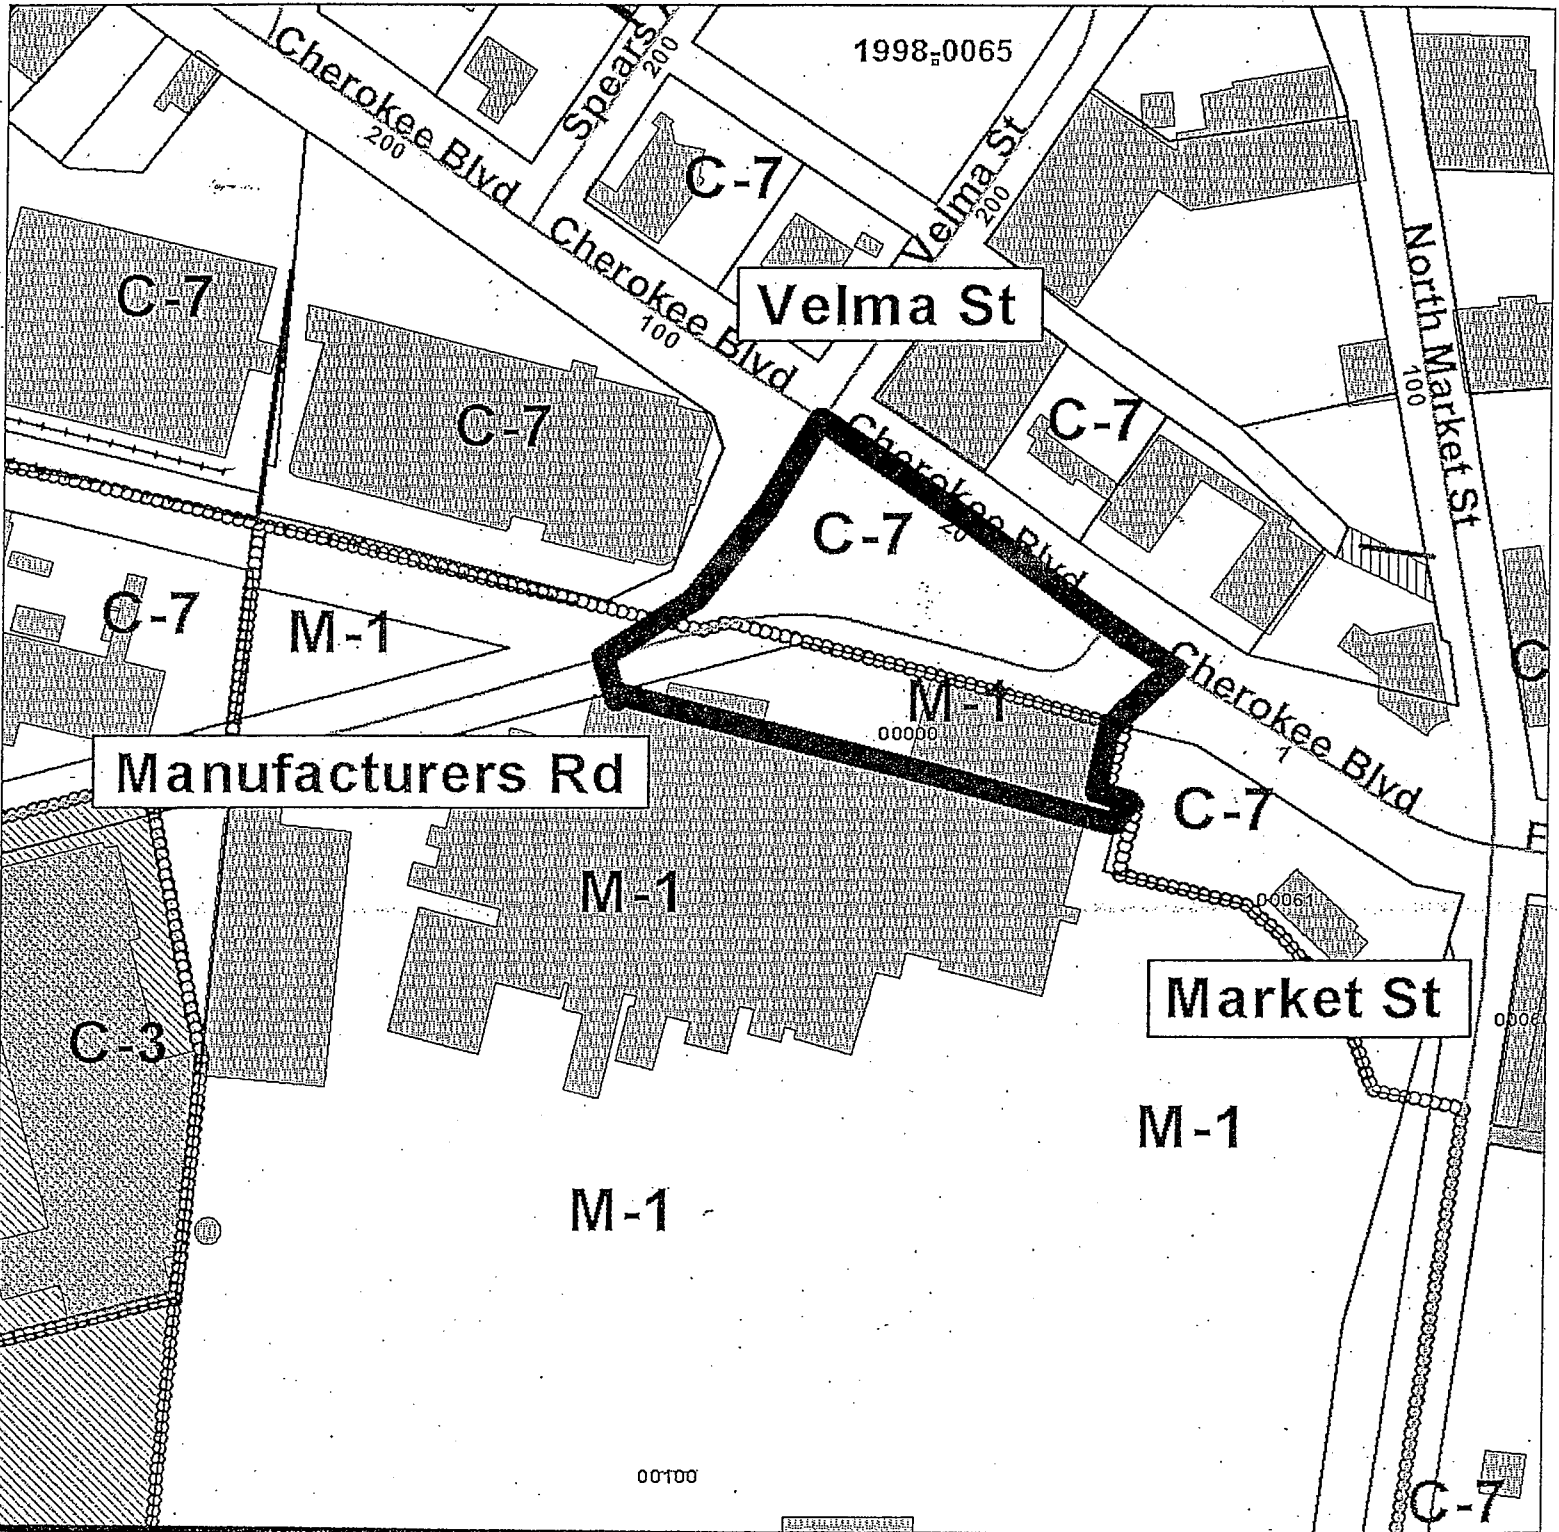 1998-0065
Spears
200
Cherokee Blvd
200
C-7
Velma St
200
Cherokee Blvd
100
Velma St
North Market St
100
C-7
C-7
C-7
Cherokee Blvd
20
C-7
C-7
M-1
C
Cherokee Blvd
1
M-1
00000
Manufacturers Rd
C-7
M-1
00061
Market St
C-3
M-1
M-1
00100
C-7